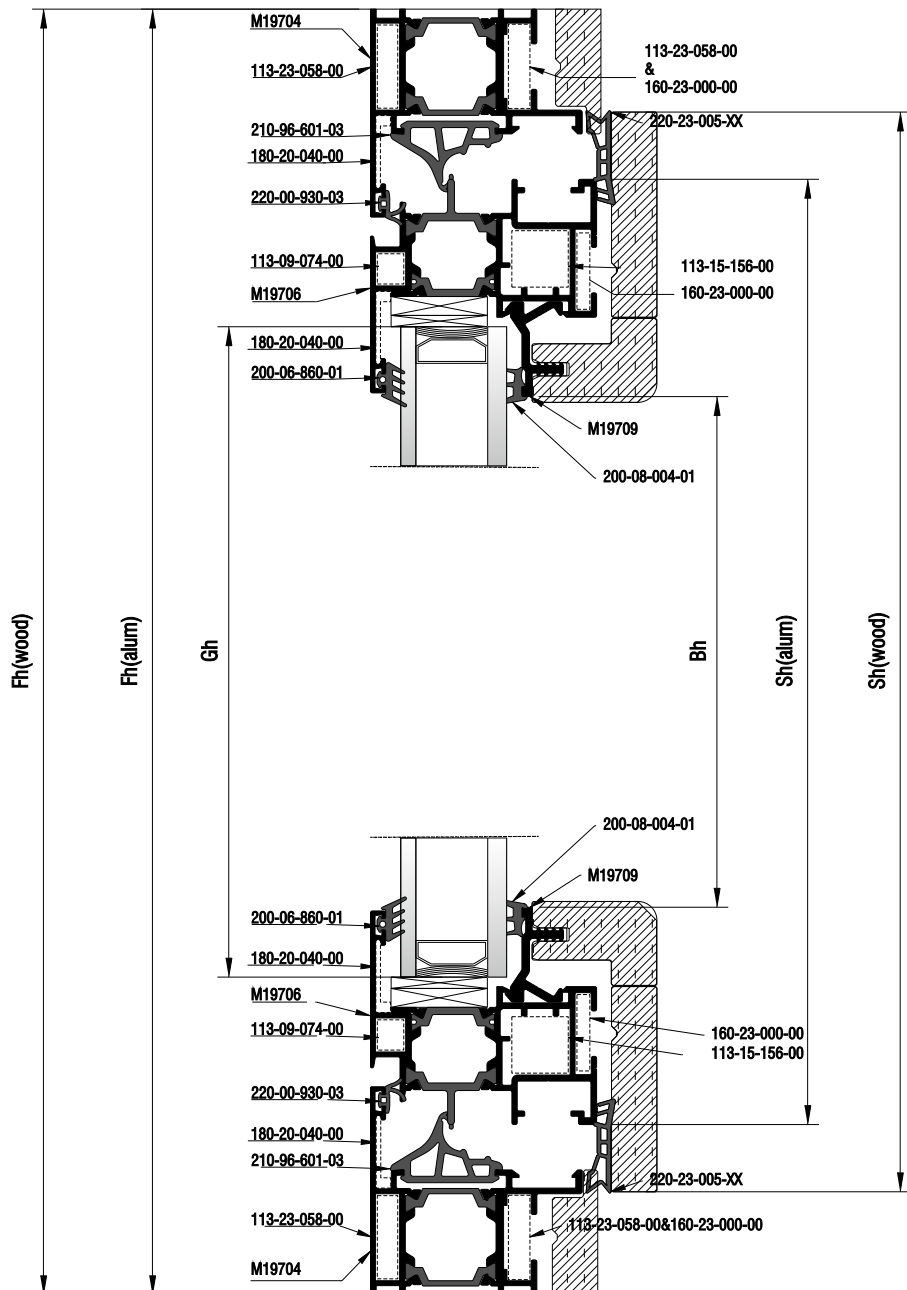 M19704
113-23-058-00
113-23-058-00
&
160-23-000-00
210-96-601-03
220-23-005-XX
180-20-040-00
220-00-930-03
113-09-074-00
113-15-156-00
M19706
160-23-000-00
180-20-040-00
200-06-860-01
M19709
200-08-004-01
Fh(wood)
Fh(alum)
Gh
Bh
Sh(alum)
Sh(wood)
200-08-004-01
M19709
200-06-860-01
180-20-040-00
M19706
113-09-074-00
160-23-000-00
113-15-156-00
220-00-930-03
180-20-040-00
210-96-601-03
220-23-005-XX
113-23-058-00
113-23-058-00&160-23-000-00
M19704